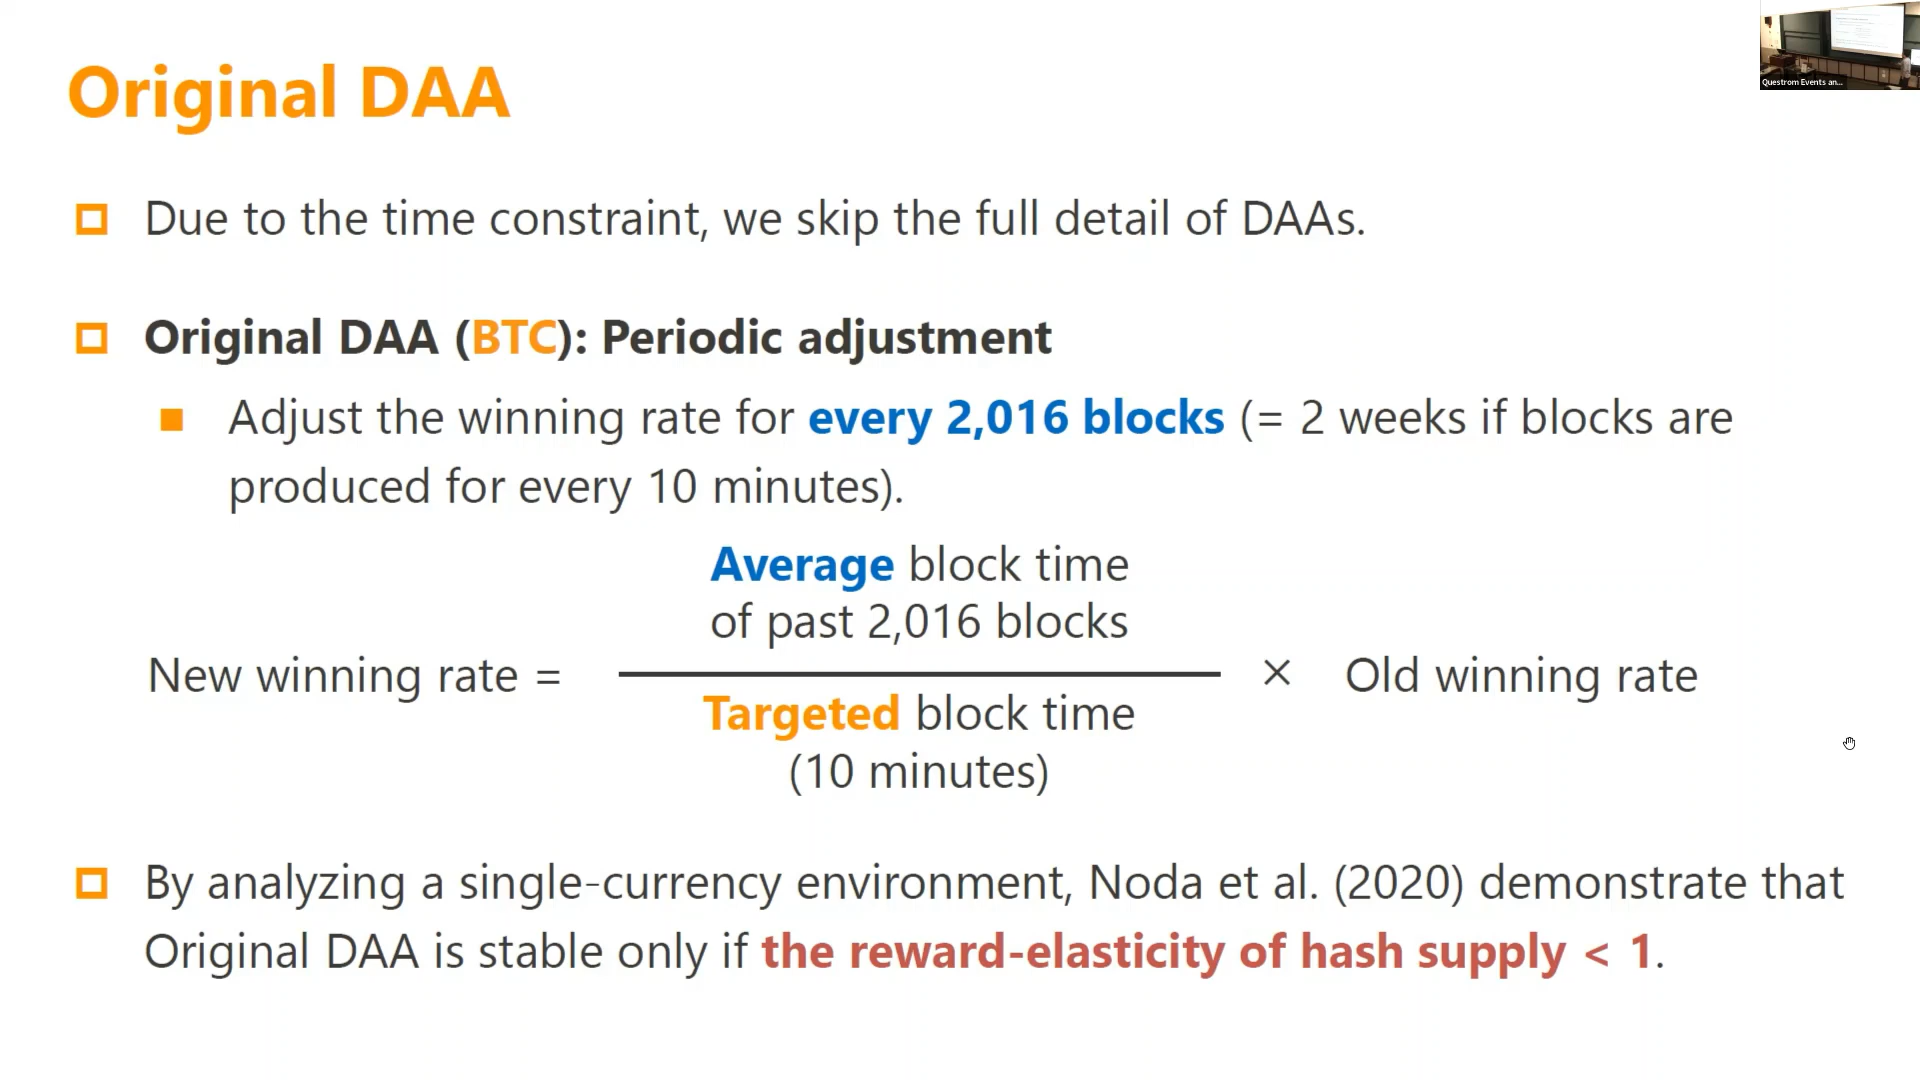 Original DAA
Questrom Events an...
Due to the time constraint, we skip the full detail of DAAs.
Original DAA (BTC): Periodic adjustment
Adjust the winning rate for every 2,016 blocks (= 2 weeks if blocks are
produced for every 10 minutes).
Average block time
of past 2,016 blocks
New winning rate = × Old winning rate
Targeted block time
(10 minutes)
By analyzing a single-currency environment, Noda et al. (2020) demonstrate that
Original DAA is stable only if the reward-elasticity of hash supply < 1.